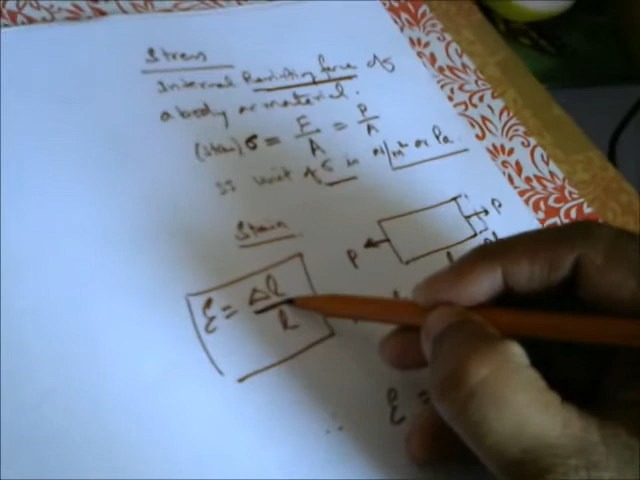 Stress
Internal Resisting force of
a body or material.
(stress) σ = F/A = P/A
SI unit of σ is N/m² or Pa.
Strain
P P
ε = Δl/l
l
ε =